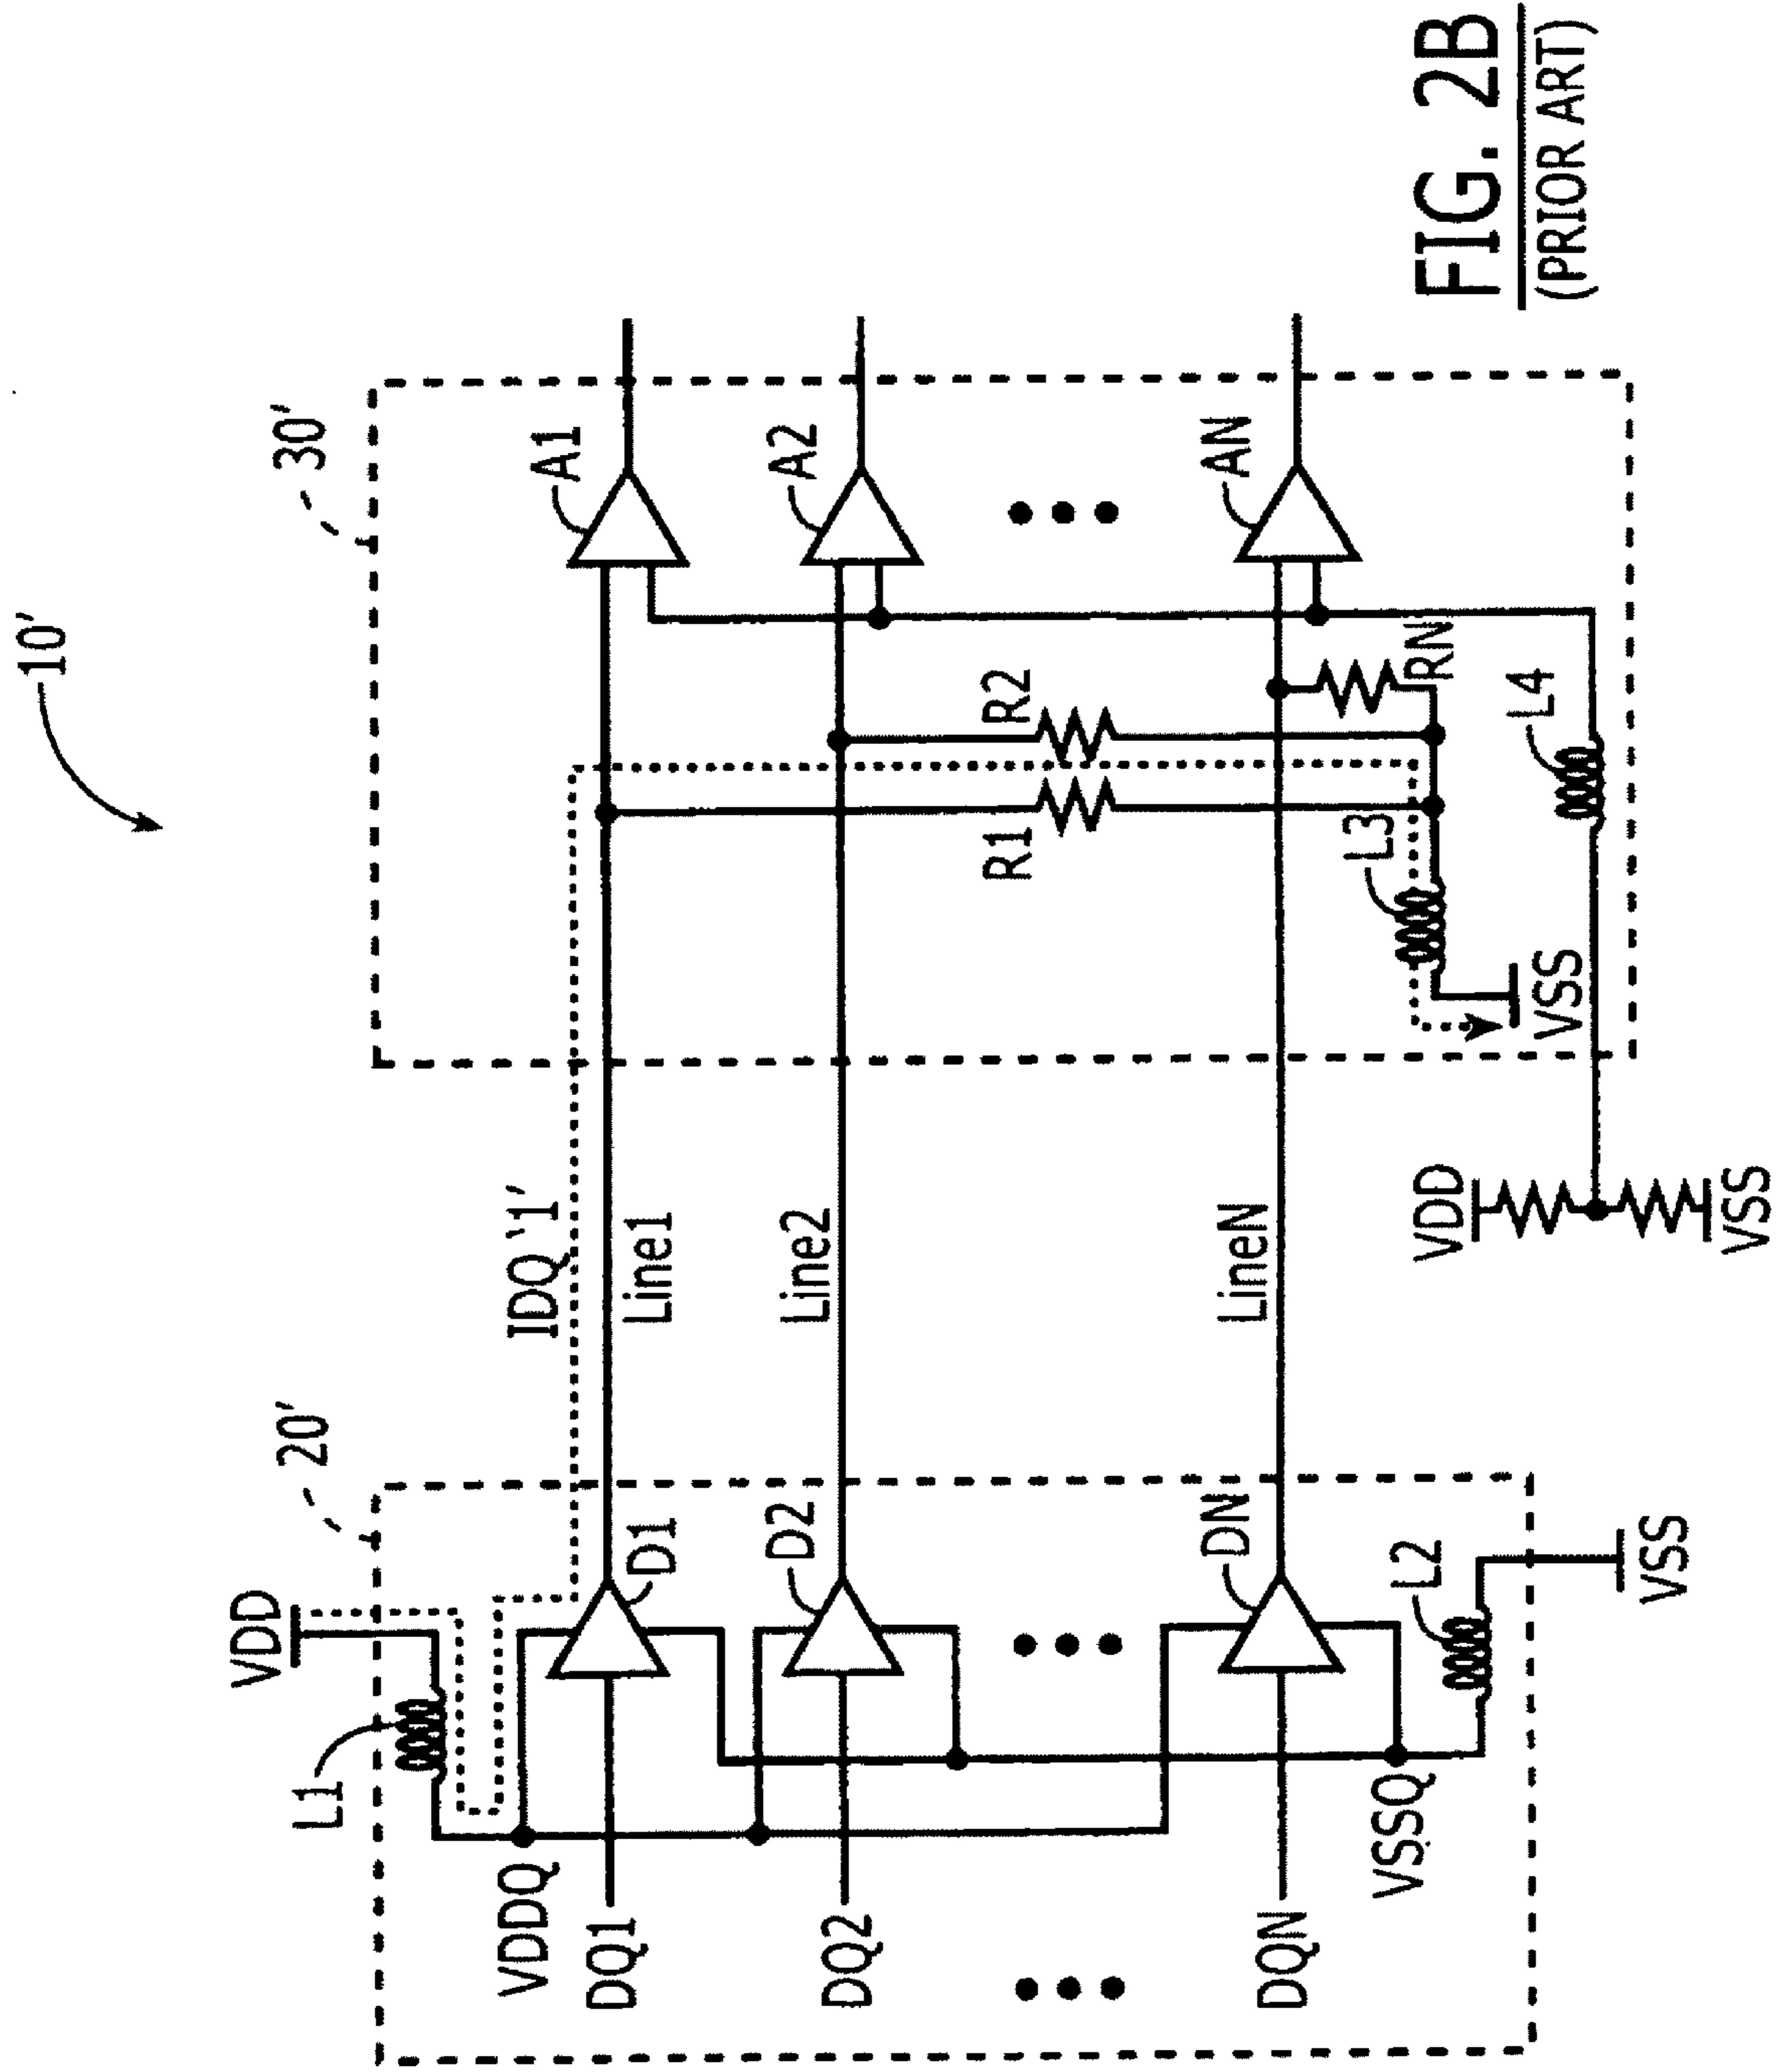 10′
20′
30′
VDD
L1
VDDQ
DQ1
D1
IDQ '1'
Line1
A1
DQ2
D2
Line2
R1
R2
A2
DQN
DN
LineN
AN
RN
L3
VSS
VSSQ
L2
VSS
L4
VDD
VSS
FIG. 2B
(PRIOR ART)